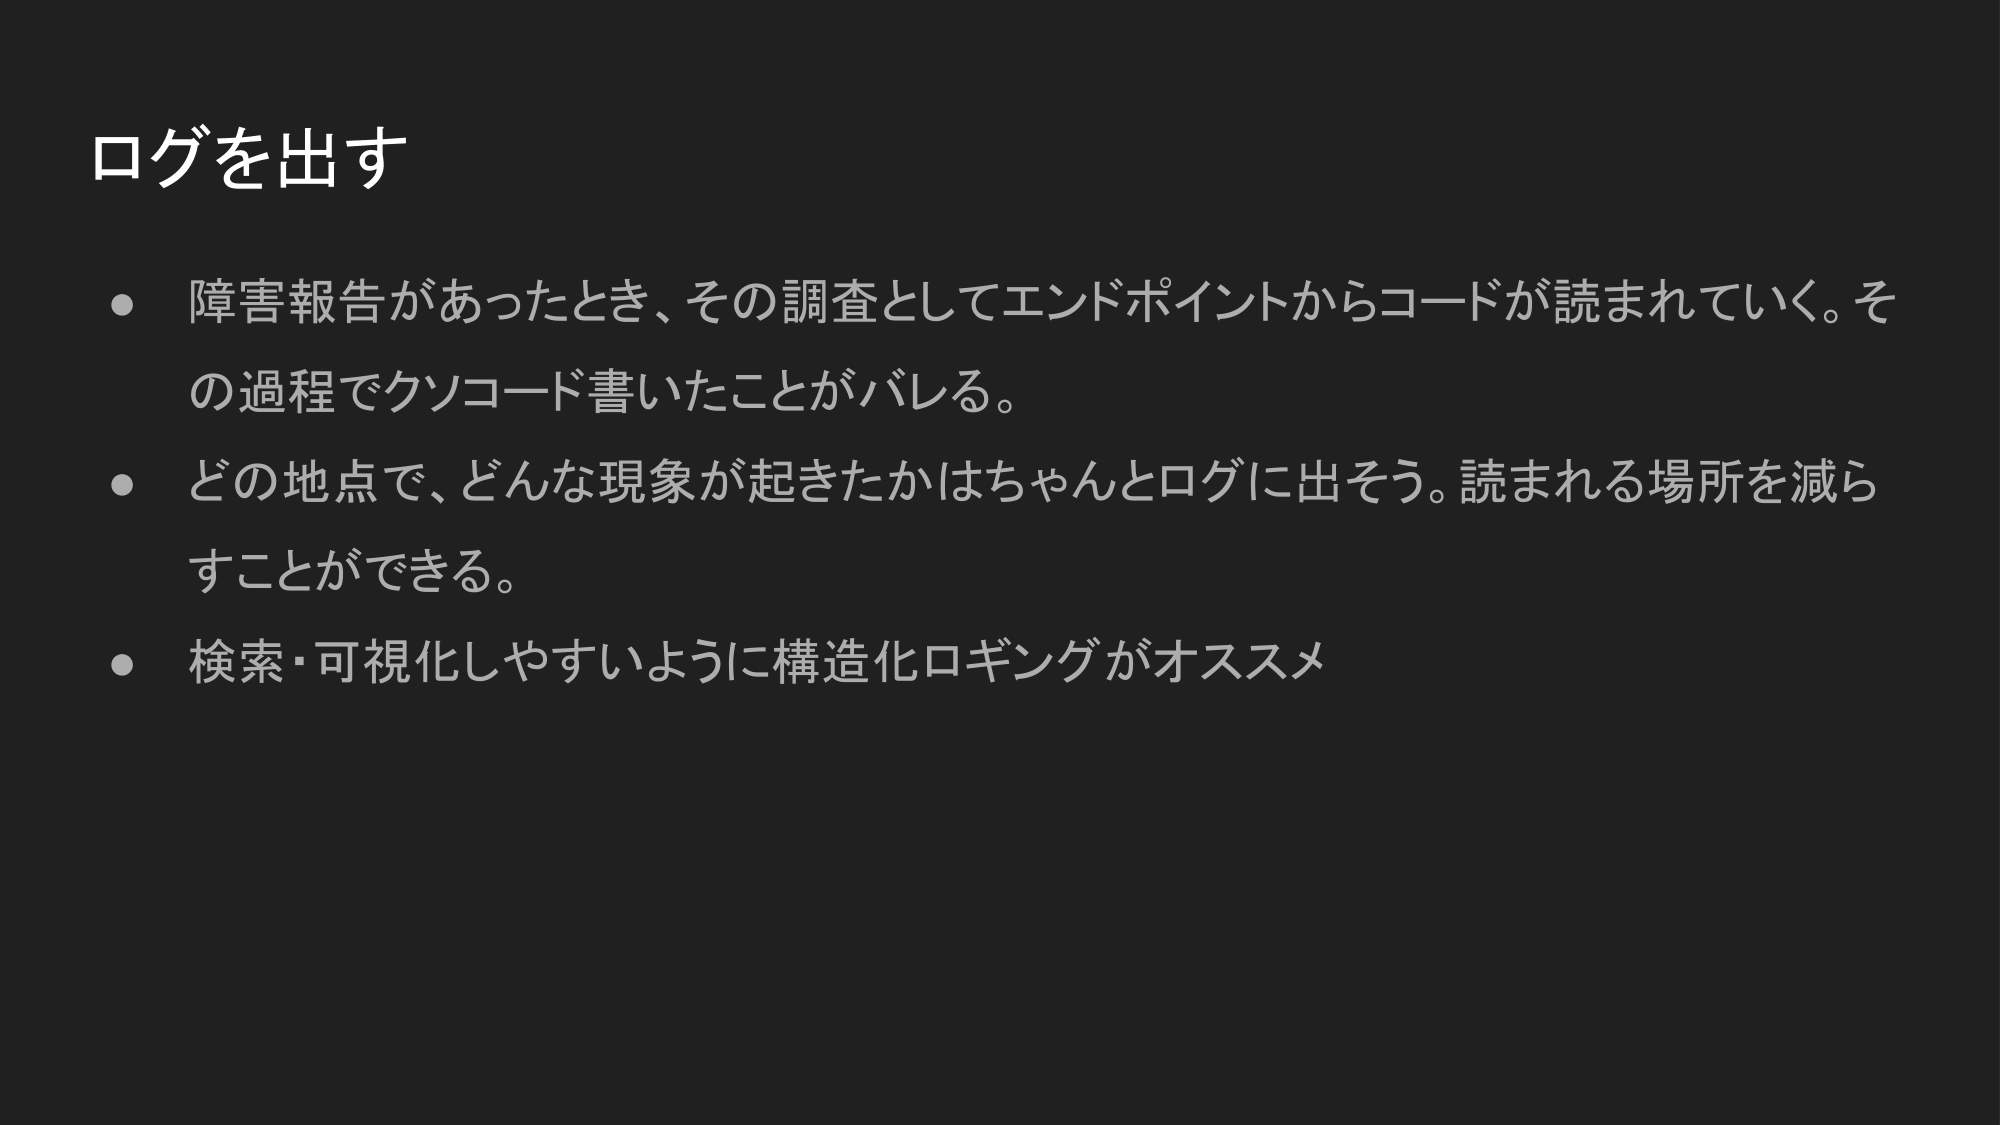 ログを出す
● 障害報告があったとき、その調査としてエンドポイントからコードが読まれていく。そ
の過程でクソコード書いたことがバレる。
● どの地点で、どんな現象が起きたかはちゃんとログに出そう。読まれる場所を減ら
すことができる。
● 検索・可視化しやすいように構造化ロギングがオススメ